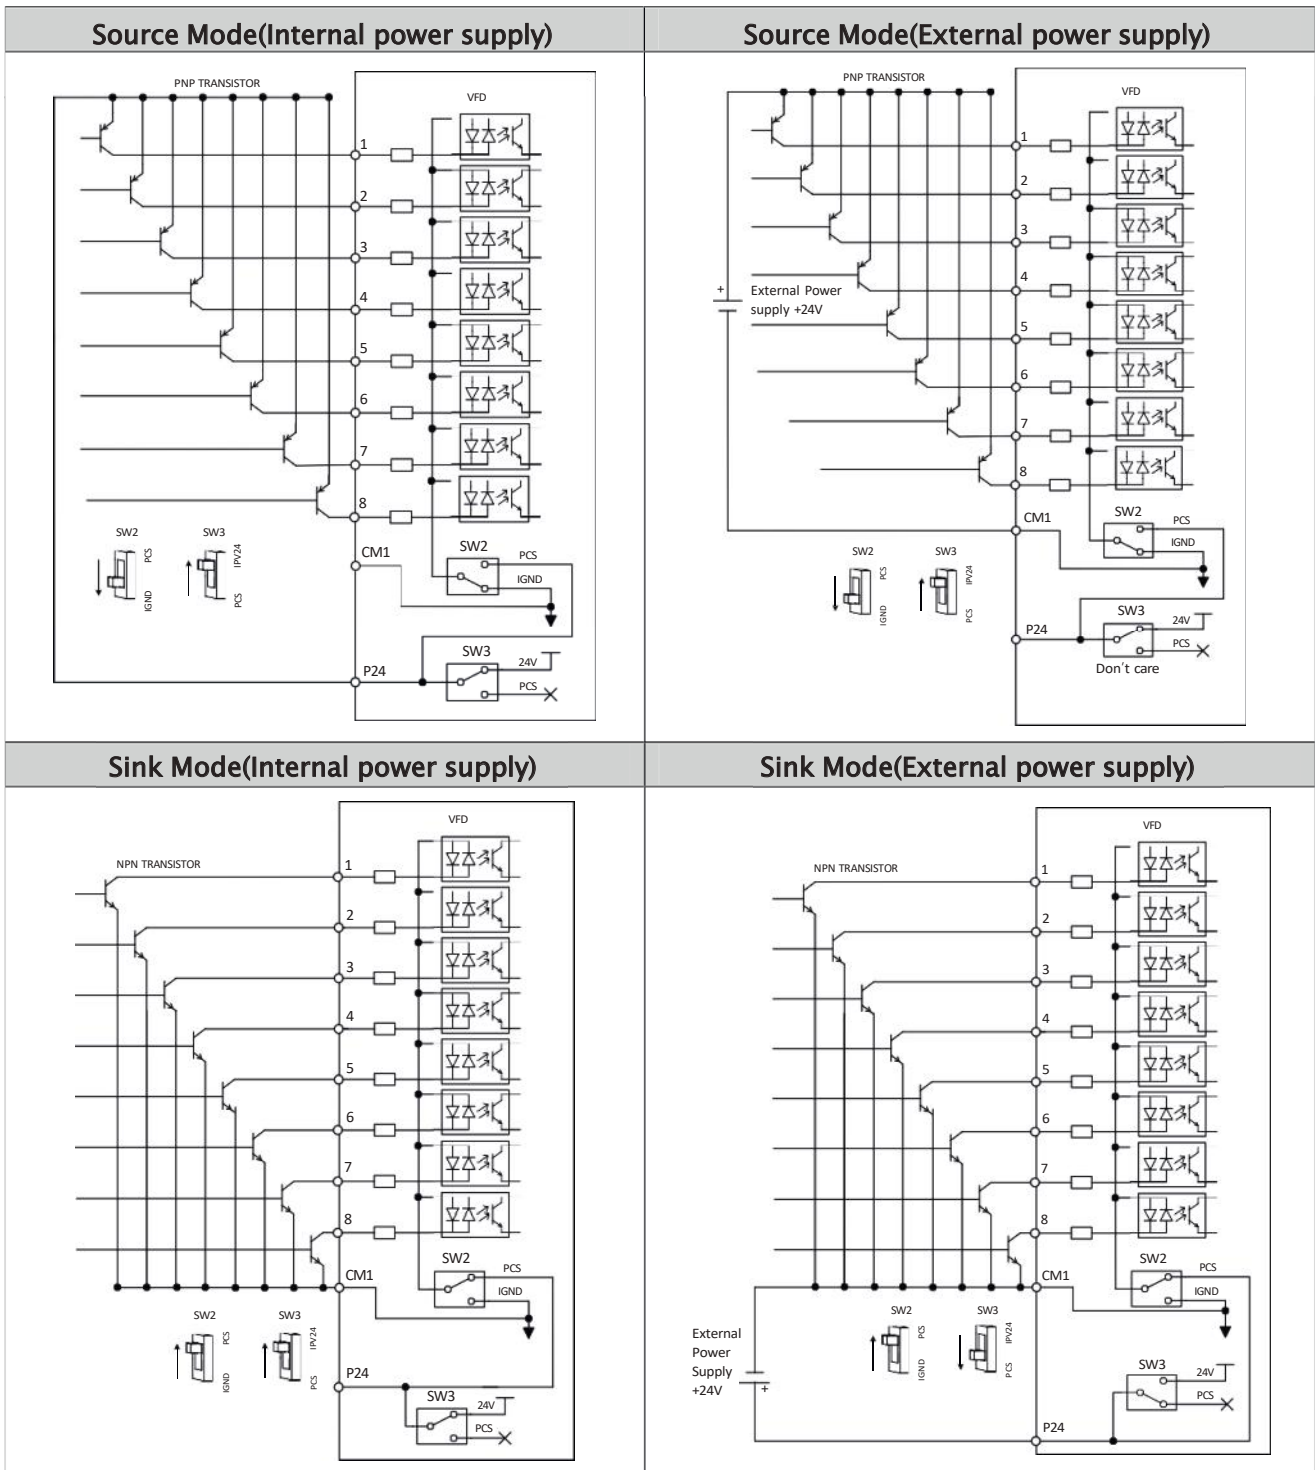 Source Mode(Internal power supply)
PNP TRANSISTOR
VFD
1
2
3
4
5
6
7
8
SW2
PCS
IGND
SW3
IPV24
PCS
CM1
SW2
PCS
IGND
SW3
P24
24V
PCS
Source Mode(External power supply)
PNP TRANSISTOR
VFD
1
2
3
4
+
External Power
supply +24V
5
6
7
8
CM1
SW2
PCS
IGND
SW2
PCS
IGND
SW3
IPV24
PCS
SW3
P24
24V
PCS
Don't care
Sink Mode(Internal power supply)
VFD
NPN TRANSISTOR
1
2
3
4
5
6
7
8
SW2
PCS
CM1
IGND
SW2
PCS
IGND
SW3
IPV24
PCS
P24
SW3
24V
PCS
Sink Mode(External power supply)
VFD
NPN TRANSISTOR
1
2
3
4
5
6
7
8
SW2
PCS
CM1
IGND
SW2
PCS
IGND
SW3
IPV24
PCS
External
Power
Supply
+24V
+
SW3
24V
PCS
P24